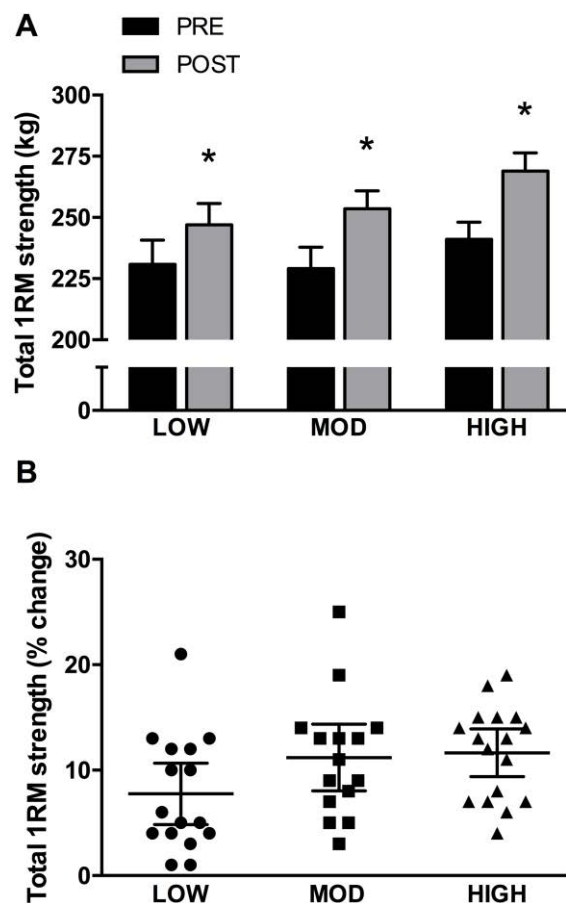 A
PRE
POST
Total 1RM strength (kg)
300
275
250
225
200
0
* * *
LOW MOD HIGH
B
Total 1RM strength (% change)
30
20
10
0
LOW MOD HIGH